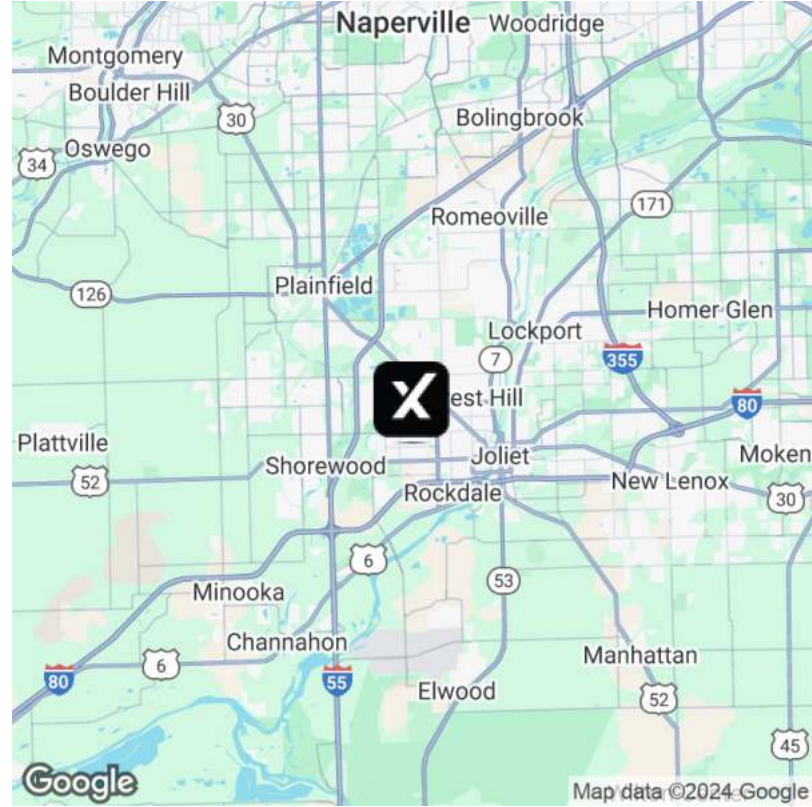 Naperville
Woodridge
Montgomery
Boulder Hill
30
Bolingbrook
Oswego
34
171
Romeoville
Plainfield
126
Homer Glen
Lockport
7
355
est Hill
80
Plattville
Joliet
Moken
52
Shorewood
New Lenox
Rockdale
30
6
53
Minooka
Channahon
Manhattan
6
80
55
Elwood
52
45
Google
Map data ©2024 Google